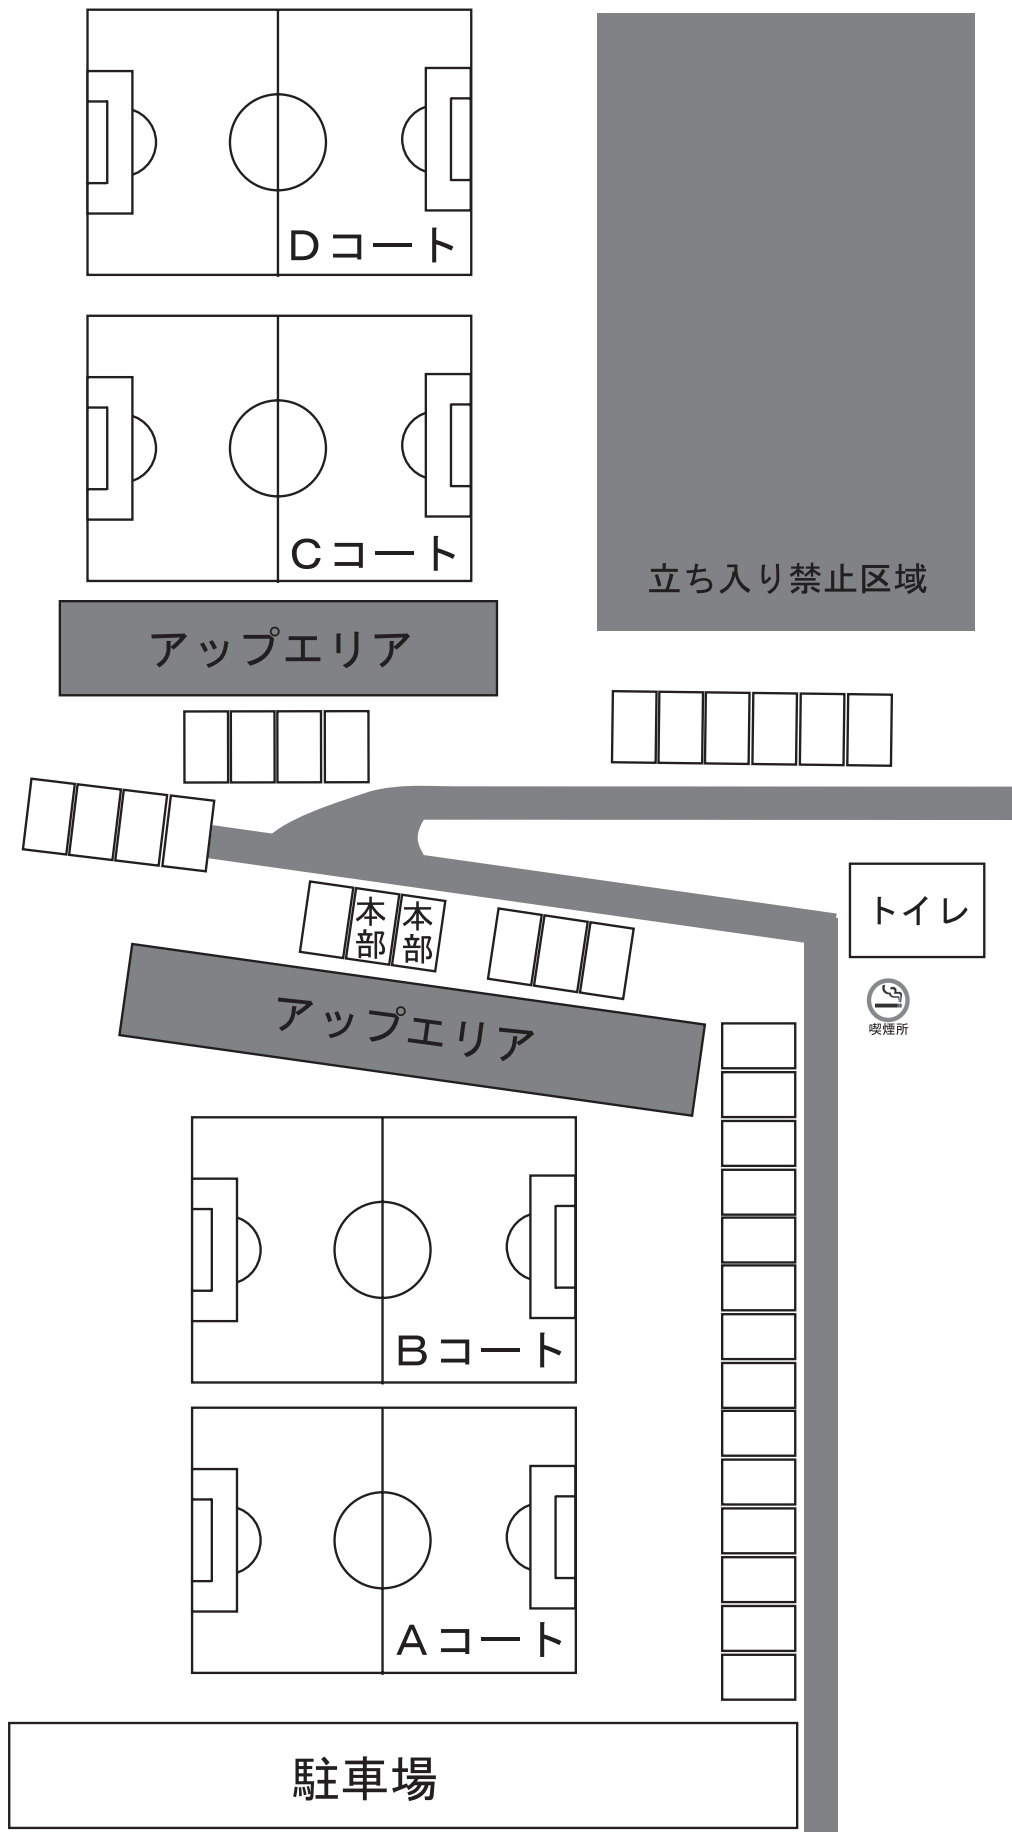 Dコート
Cコート
立ち入り禁止区域
アップエリア
トイレ
本部
本部
喫煙所
アップエリア
Bコート
Aコート
駐車場